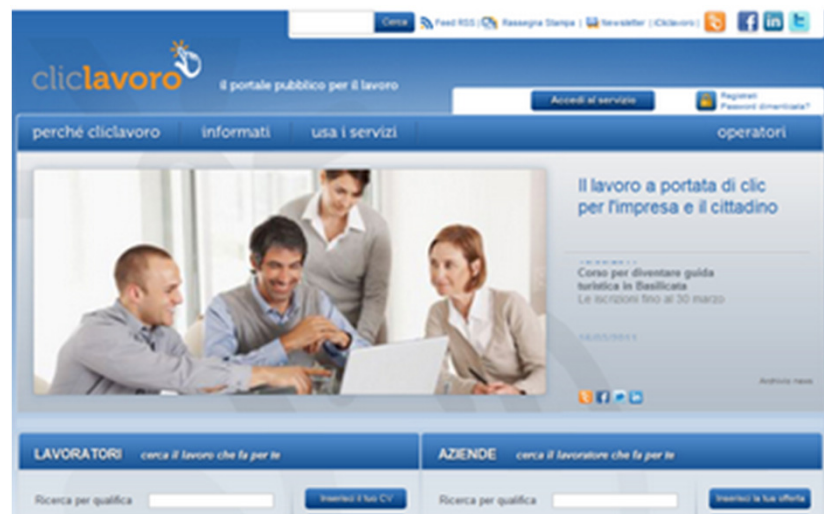 Cerca
Feed RSS | Rassegna Stampa | Newsletter
cliclavoro
il portale pubblico per il lavoro
Accedi al servizio
Registrati
Password dimenticata?
perché cliclavoro
informati
usa i servizi
operatori
Il lavoro a portata di clic
per l'impresa e il cittadino
Corso per diventare guida
turistica in Basilicata
Le iscrizioni fino al 30 marzo
Archivio news
LAVORATORI cerca il lavoro che fa per te
AZIENDE cerca il lavoratore che fa per te
Ricerca per qualifica
Inserisci il tuo CV
Ricerca per qualifica
Inserisci la tua offerta